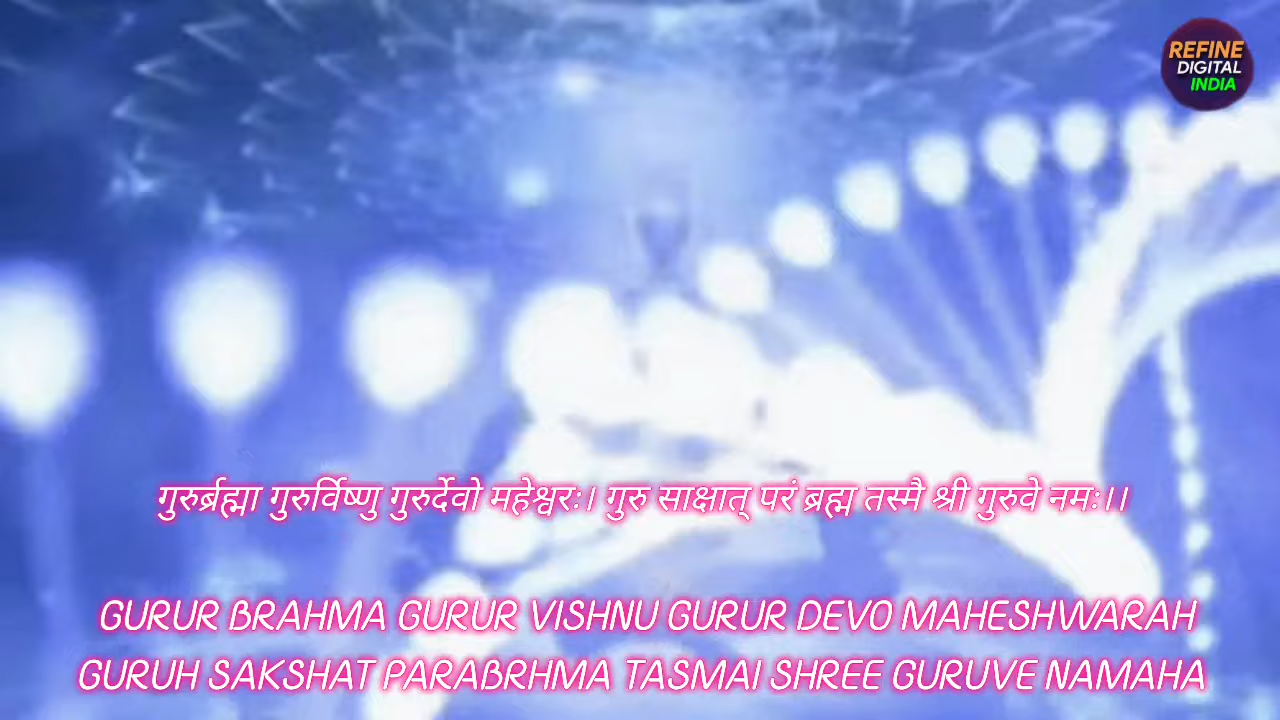 REFINE
DIGITAL
INDIA
गुरुर्ब्रह्मा गुरुर्विष्णु गुरुर्देवो महेश्वरः। गुरु साक्षात् परं ब्रह्म तस्मै श्री गुरुवे नमः।।
GURUR BRAHMA GURUR VISHNU GURUR DEVO MAHESHWARAH
GURUH SAKSHAT PARABRHMA TASMAI SHREE GURUVE NAMAHA